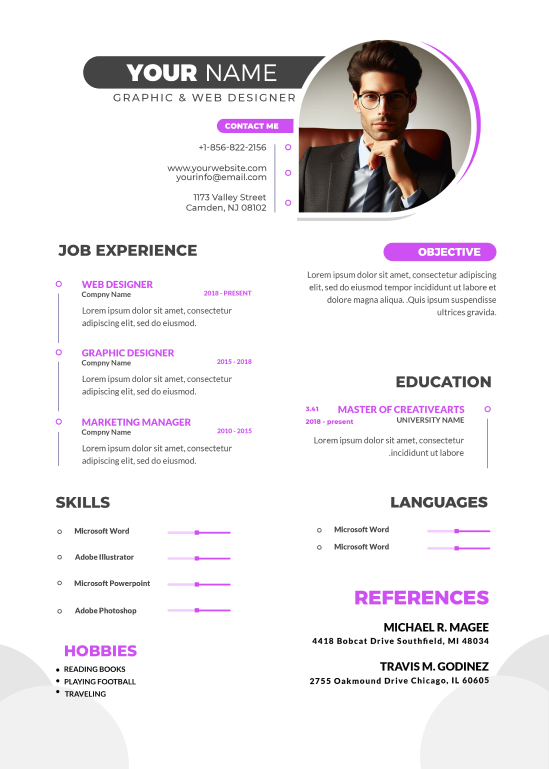 YOUR NAME
GRAPHIC & WEB DESIGNER
CONTACT ME
+1-856-822-2156
www.yourwebsite.com
yourinfo@email.com
1173 Valley Street
Camden, NJ 08102
JOB EXPERIENCE
WEB DESIGNER
Compny Name
2018 - PRESENT
Lorem ipsum dolor sit amet, consectetur
adipiscing elit, sed do eiusmod.
GRAPHIC DESIGNER
Compny Name
2015 - 2018
Lorem ipsum dolor sit amet, consectetur
adipiscing elit, sed do eiusmod.
MARKETING MANAGER
Compny Name
2010 - 2015
Lorem ipsum dolor sit amet, consectetur
adipiscing elit, sed do eiusmod.
SKILLS
Microsoft Word
Adobe Illustrator
Microsoft Powerpoint
Adobe Photoshop
HOBBIES
• READING BOOKS
• PLAYING FOOTBALL
• TRAVELING
OBJECTIVE
Lorem ipsum dolor sit amet, consectetur adipiscing
elit, sed do eiusmod tempor incididunt ut labore et
dolore magna aliqua. .Quis ipsum suspendisse
ultrices gravida.
EDUCATION
3.41 MASTER OF CREATIVEARTS
2018 - present UNIVERSITY NAME
Lorem ipsum dolor sit amet, consectetur
.incididunt ut labore
LANGUAGES
Microsoft Word
Microsoft Word
REFERENCES
MICHAEL R. MAGEE
4418 Bobcat Drive Southfield, MI 48034
TRAVIS M. GODINEZ
2755 Oakmound Drive Chicago, IL 60605